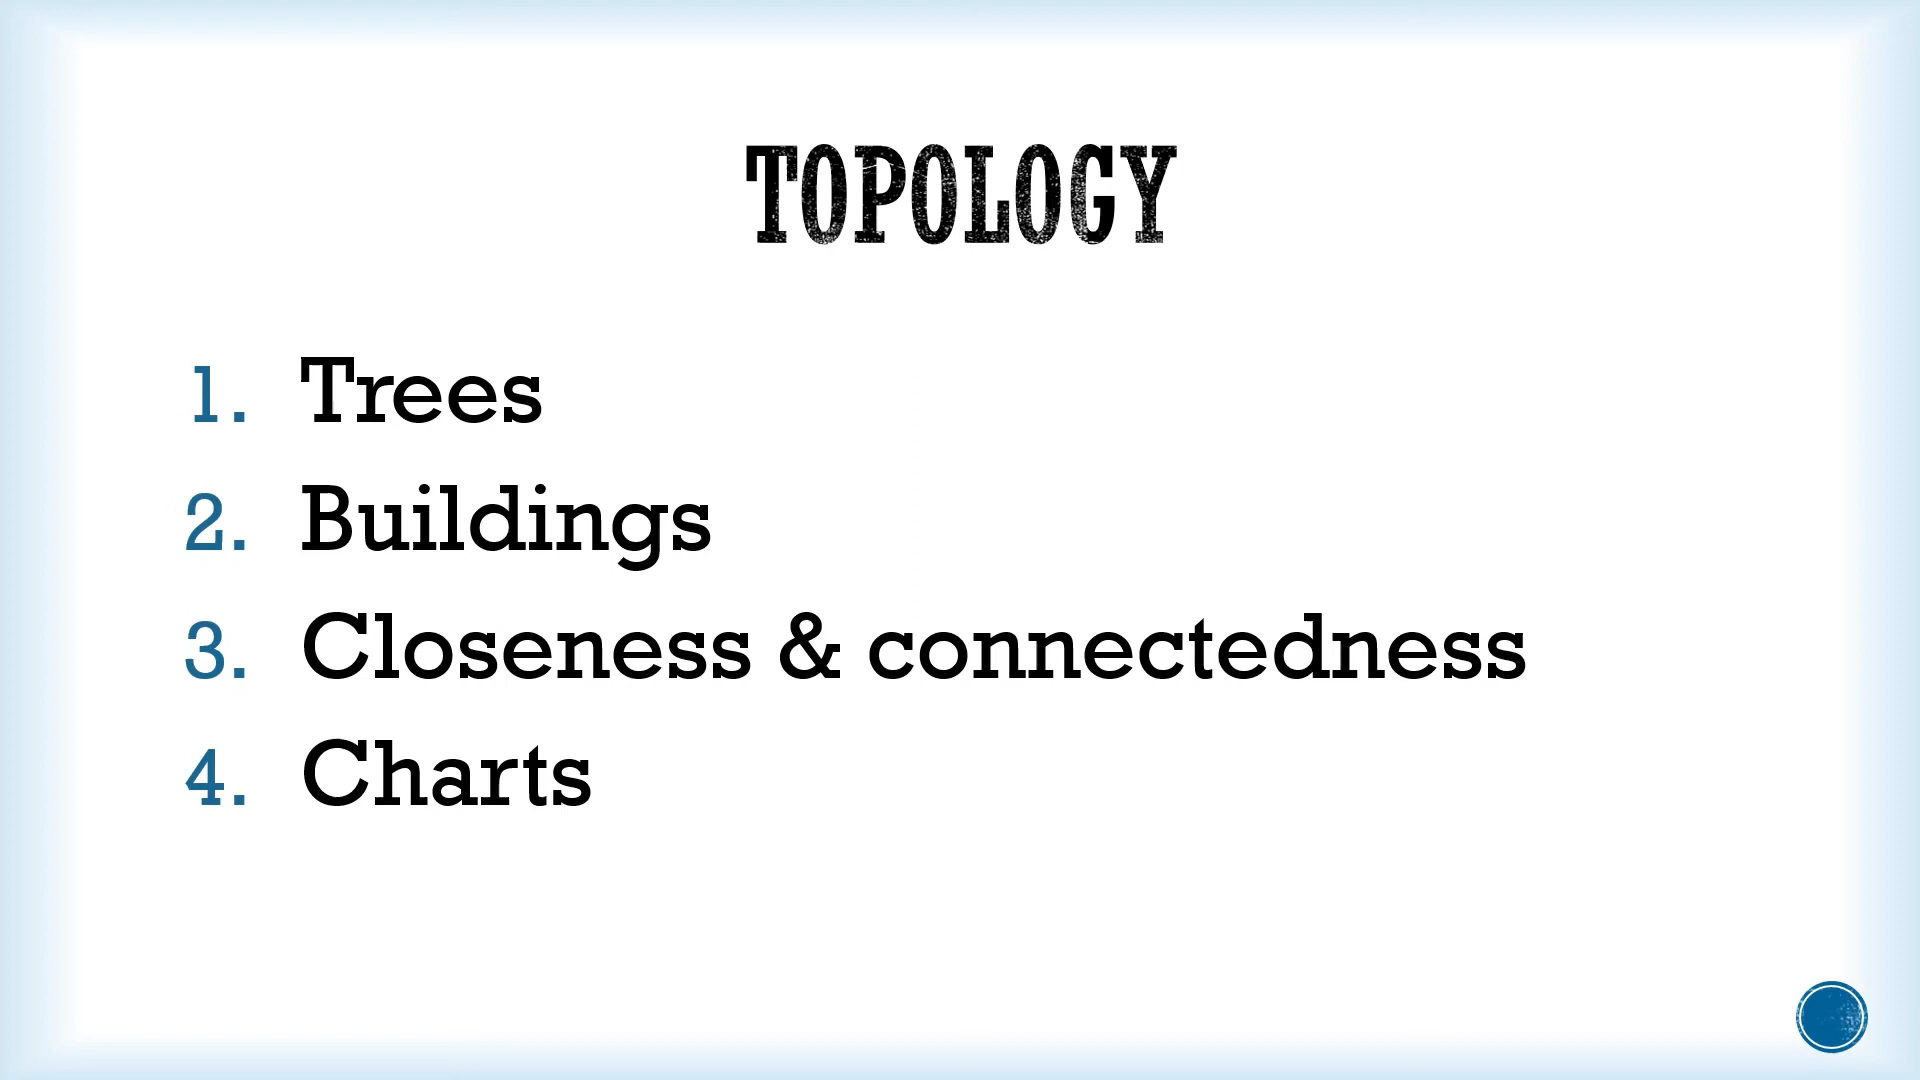 TOPOLOGY
1. Trees
2. Buildings
3. Closeness & connectedness
4. Charts